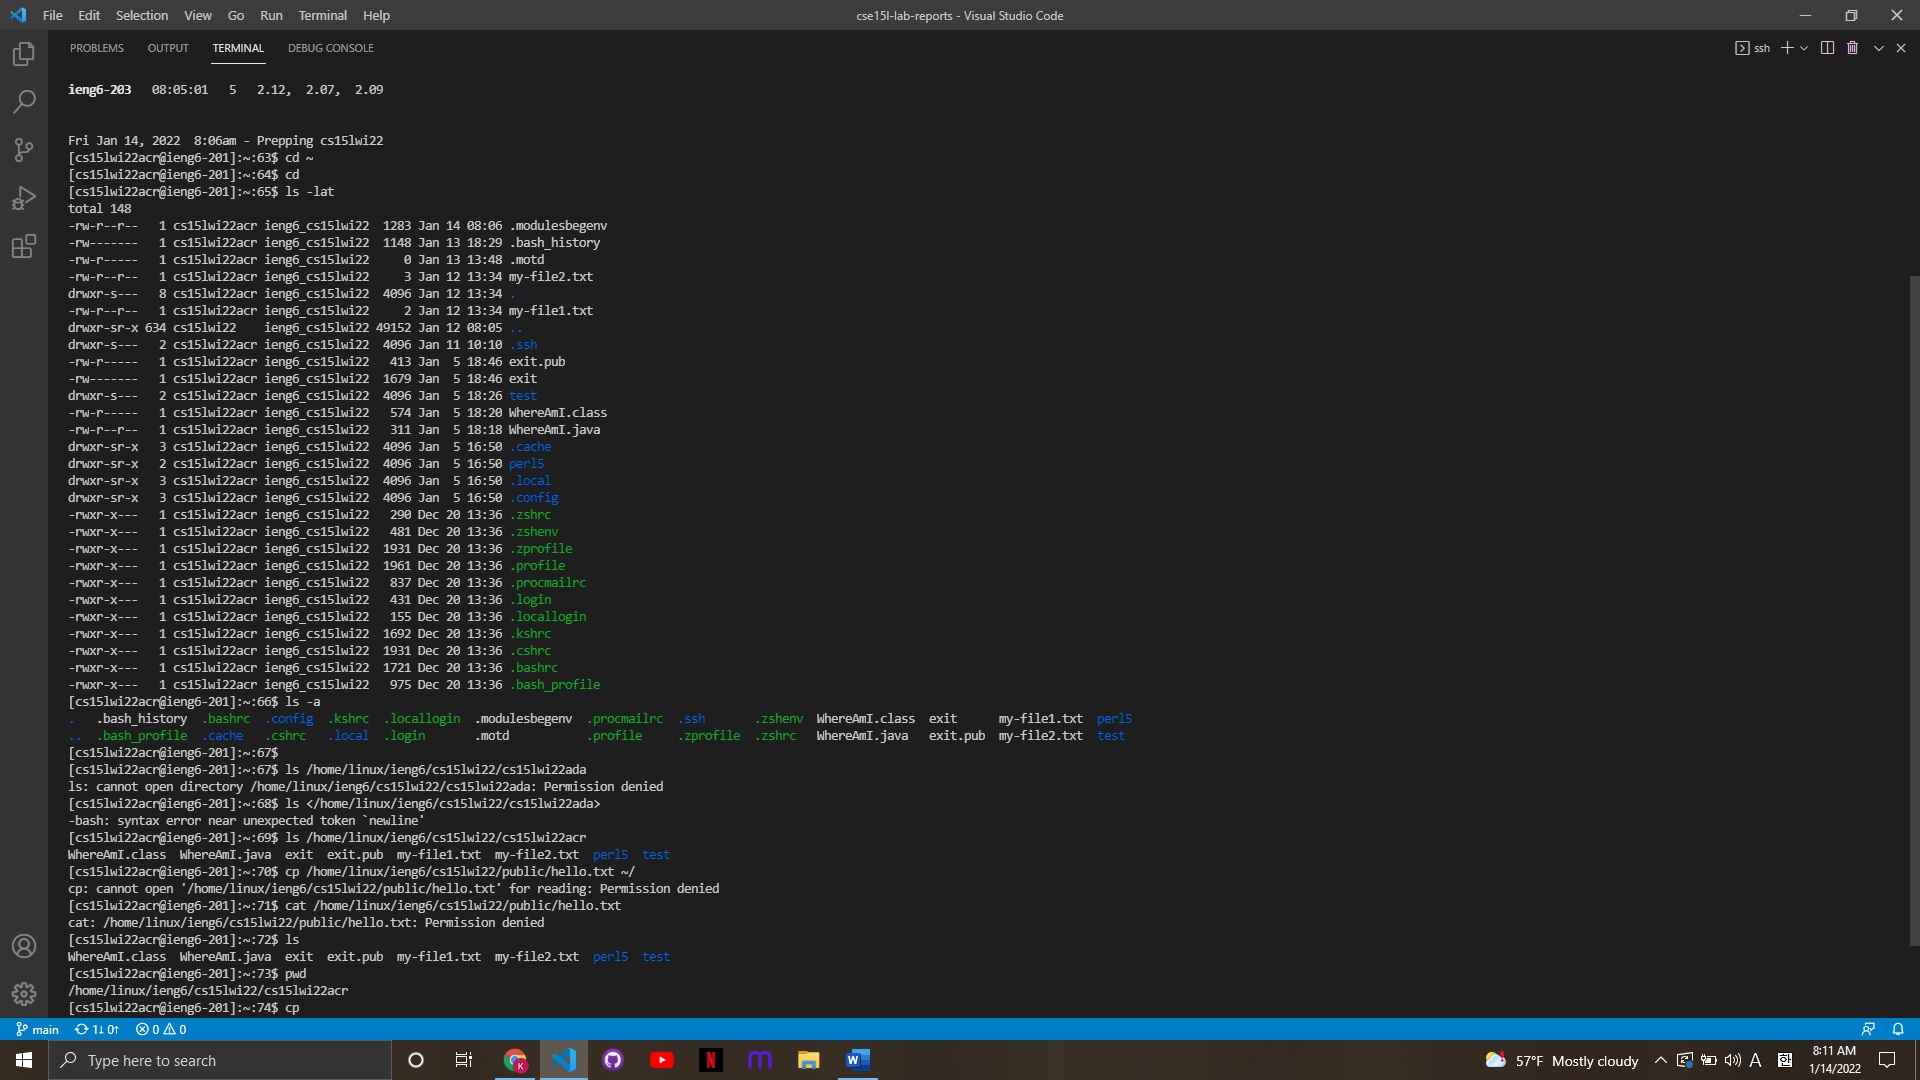 File Edit Selection View Go Run Terminal Help
cse15l-lab-reports - Visual Studio Code
PROBLEMS OUTPUT TERMINAL DEBUG CONSOLE
ssh
ieng6-203   08:05:01   5   2.12,  2.07,  2.09
Fri Jan 14, 2022  8:06am - Prepping cs15lwi22
[cs15lwi22acr@ieng6-201]:~:63$ cd ~
[cs15lwi22acr@ieng6-201]:~:64$ cd
[cs15lwi22acr@ieng6-201]:~:65$ ls -lat
total 148
-rw-r--r--   1 cs15lwi22acr ieng6_cs15lwi22  1283 Jan 14 08:06 .modulesbegenv
-rw-------   1 cs15lwi22acr ieng6_cs15lwi22  1148 Jan 13 18:29 .bash_history
-rw-r-----   1 cs15lwi22acr ieng6_cs15lwi22     0 Jan 13 13:48 .motd
-rw-r--r--   1 cs15lwi22acr ieng6_cs15lwi22     3 Jan 12 13:34 my-file2.txt
drwxr-s---   8 cs15lwi22acr ieng6_cs15lwi22  4096 Jan 12 13:34 .
-rw-r--r--   1 cs15lwi22acr ieng6_cs15lwi22     2 Jan 12 13:34 my-file1.txt
drwxr-sr-x 634 cs15lwi22    ieng6_cs15lwi22 49152 Jan 12 08:05 ..
drwxr-s---   2 cs15lwi22acr ieng6_cs15lwi22  4096 Jan 11 10:10 .ssh
-rw-r-----   1 cs15lwi22acr ieng6_cs15lwi22   413 Jan  5 18:46 exit.pub
-rw-------   1 cs15lwi22acr ieng6_cs15lwi22  1679 Jan  5 18:46 exit
drwxr-s---   2 cs15lwi22acr ieng6_cs15lwi22  4096 Jan  5 18:26 test
-rw-r-----   1 cs15lwi22acr ieng6_cs15lwi22   574 Jan  5 18:20 WhereAmI.class
-rw-r--r--   1 cs15lwi22acr ieng6_cs15lwi22   311 Jan  5 18:18 WhereAmI.java
drwxr-sr-x   3 cs15lwi22acr ieng6_cs15lwi22  4096 Jan  5 16:50 .cache
drwxr-sr-x   2 cs15lwi22acr ieng6_cs15lwi22  4096 Jan  5 16:50 perl5
drwxr-sr-x   3 cs15lwi22acr ieng6_cs15lwi22  4096 Jan  5 16:50 .local
drwxr-sr-x   3 cs15lwi22acr ieng6_cs15lwi22  4096 Jan  5 16:50 .config
-rwxr-x---   1 cs15lwi22acr ieng6_cs15lwi22   290 Dec 20 13:36 .zshrc
-rwxr-x---   1 cs15lwi22acr ieng6_cs15lwi22   481 Dec 20 13:36 .zshenv
-rwxr-x---   1 cs15lwi22acr ieng6_cs15lwi22  1931 Dec 20 13:36 .zprofile
-rwxr-x---   1 cs15lwi22acr ieng6_cs15lwi22  1961 Dec 20 13:36 .profile
-rwxr-x---   1 cs15lwi22acr ieng6_cs15lwi22   837 Dec 20 13:36 .procmailrc
-rwxr-x---   1 cs15lwi22acr ieng6_cs15lwi22   431 Dec 20 13:36 .login
-rwxr-x---   1 cs15lwi22acr ieng6_cs15lwi22   155 Dec 20 13:36 .locallogin
-rwxr-x---   1 cs15lwi22acr ieng6_cs15lwi22  1692 Dec 20 13:36 .kshrc
-rwxr-x---   1 cs15lwi22acr ieng6_cs15lwi22  1931 Dec 20 13:36 .cshrc
-rwxr-x---   1 cs15lwi22acr ieng6_cs15lwi22  1721 Dec 20 13:36 .bashrc
-rwxr-x---   1 cs15lwi22acr ieng6_cs15lwi22   975 Dec 20 13:36 .bash_profile
[cs15lwi22acr@ieng6-201]:~:66$ ls -a
.   .bash_history  .bashrc  .config  .kshrc  .locallogin  .modulesbegenv  .procmailrc  .ssh       .zshenv  WhereAmI.class  exit      my-file1.txt  perl5
..  .bash_profile  .cache   .cshrc   .local  .login       .motd           .profile     .zprofile  .zshrc   WhereAmI.java   exit.pub  my-file2.txt  test
[cs15lwi22acr@ieng6-201]:~:67$
[cs15lwi22acr@ieng6-201]:~:67$ ls /home/linux/ieng6/cs15lwi22/cs15lwi22ada
ls: cannot open directory /home/linux/ieng6/cs15lwi22/cs15lwi22ada: Permission denied
[cs15lwi22acr@ieng6-201]:~:68$ ls </home/linux/ieng6/cs15lwi22/cs15lwi22ada>
-bash: syntax error near unexpected token `newline'
[cs15lwi22acr@ieng6-201]:~:69$ ls /home/linux/ieng6/cs15lwi22/cs15lwi22acr
WhereAmI.class  WhereAmI.java  exit  exit.pub  my-file1.txt  my-file2.txt  perl5  test
[cs15lwi22acr@ieng6-201]:~:70$ cp /home/linux/ieng6/cs15lwi22/public/hello.txt ~/
cp: cannot open '/home/linux/ieng6/cs15lwi22/public/hello.txt' for reading: Permission denied
[cs15lwi22acr@ieng6-201]:~:71$ cat /home/linux/ieng6/cs15lwi22/public/hello.txt
cat: /home/linux/ieng6/cs15lwi22/public/hello.txt: Permission denied
[cs15lwi22acr@ieng6-201]:~:72$ ls
WhereAmI.class  WhereAmI.java  exit  exit.pub  my-file1.txt  my-file2.txt  perl5  test
[cs15lwi22acr@ieng6-201]:~:73$ pwd
/home/linux/ieng6/cs15lwi22/cs15lwi22acr
[cs15lwi22acr@ieng6-201]:~:74$ cp
main 1↓ 0↑ 0 0
Type here to search
57°F Mostly cloudy
A 한
8:11 AM
1/14/2022